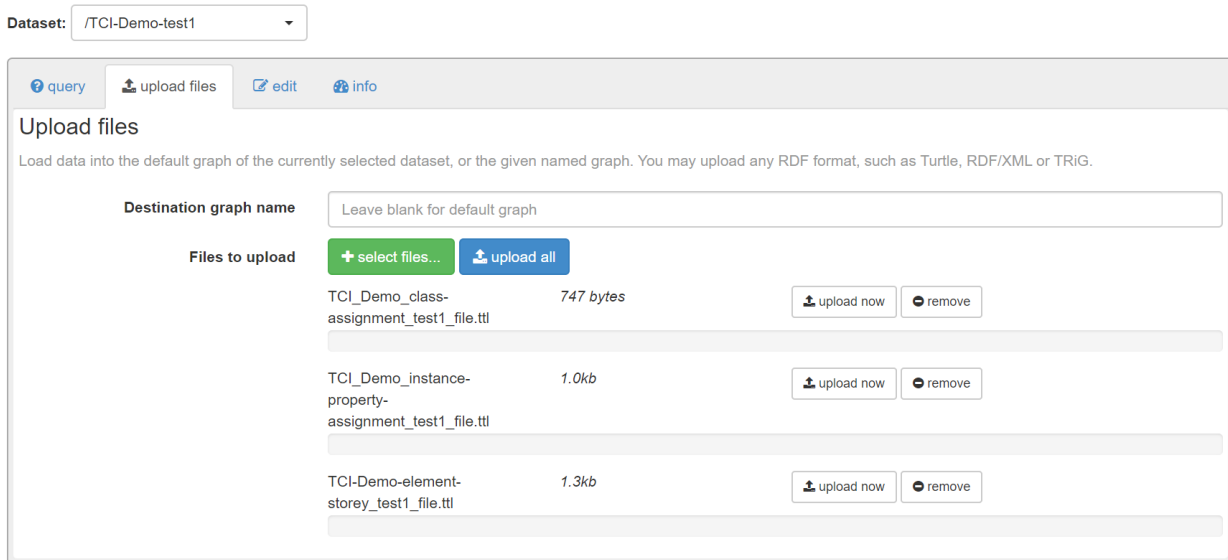 Dataset: /TCI-Demo-test1
query upload files edit info
Upload files
Load data into the default graph of the currently selected dataset, or the given named graph. You may upload any RDF format, such as Turtle, RDF/XML or TRiG.
Destination graph name Leave blank for default graph
Files to upload select files... upload all
TCI_Demo_class- 747 bytes upload now remove
assignment_test1_file.ttl
TCI_Demo_instance- 1.0kb upload now remove
property-
assignment_test1_file.ttl
TCI-Demo-element- 1.3kb upload now remove
storey_test1_file.ttl